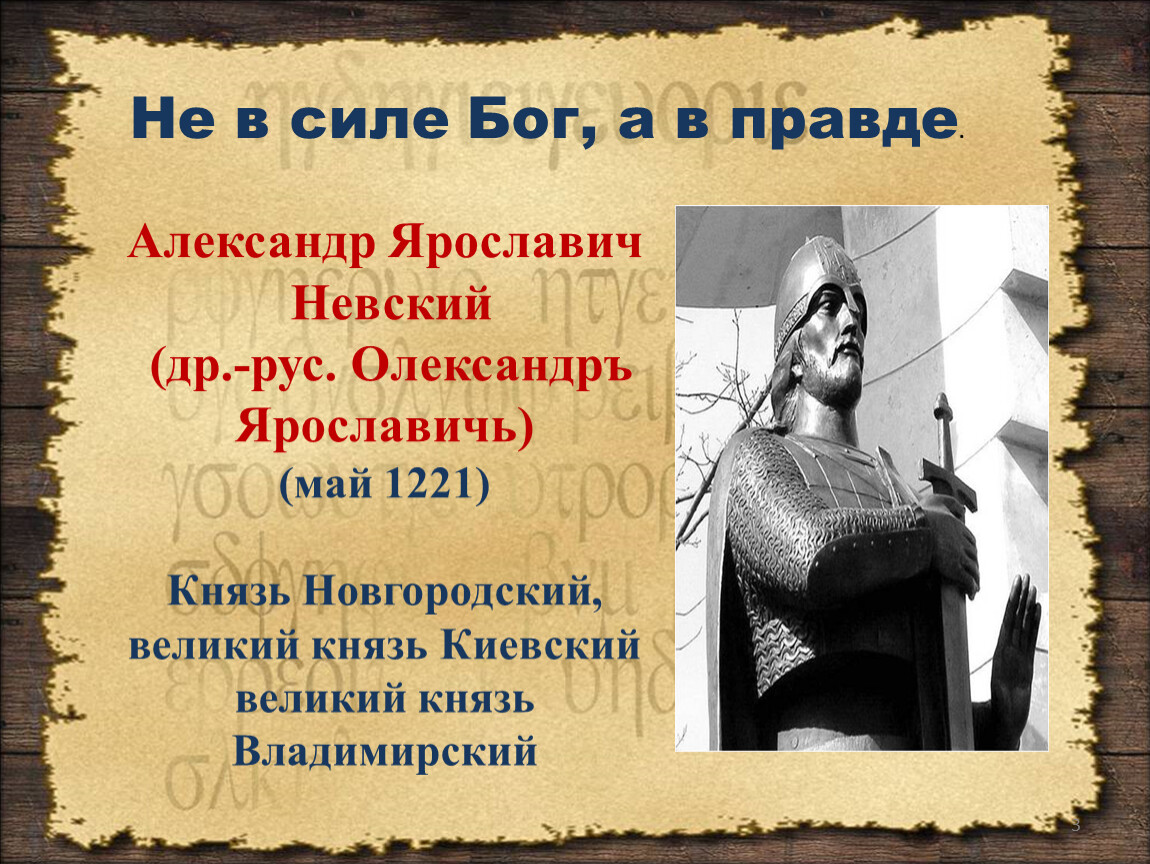 Не в силе Бог, а в правде.
Александр Ярославич
Невский
(др.-рус. Олександръ
Ярославичь)
(май 1221)
Князь Новгородский,
великий князь Киевский
великий князь
Владимирский
3